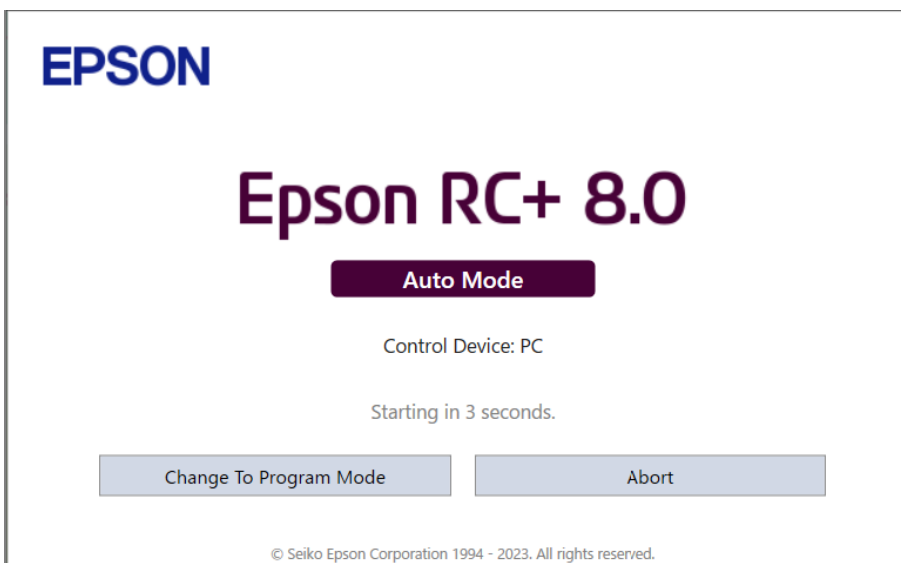 EPSON
Epson RC+ 8.0
Auto Mode
Control Device: PC
Starting in 3 seconds.
Change To Program Mode
Abort
© Seiko Epson Corporation 1994 - 2023. All rights reserved.